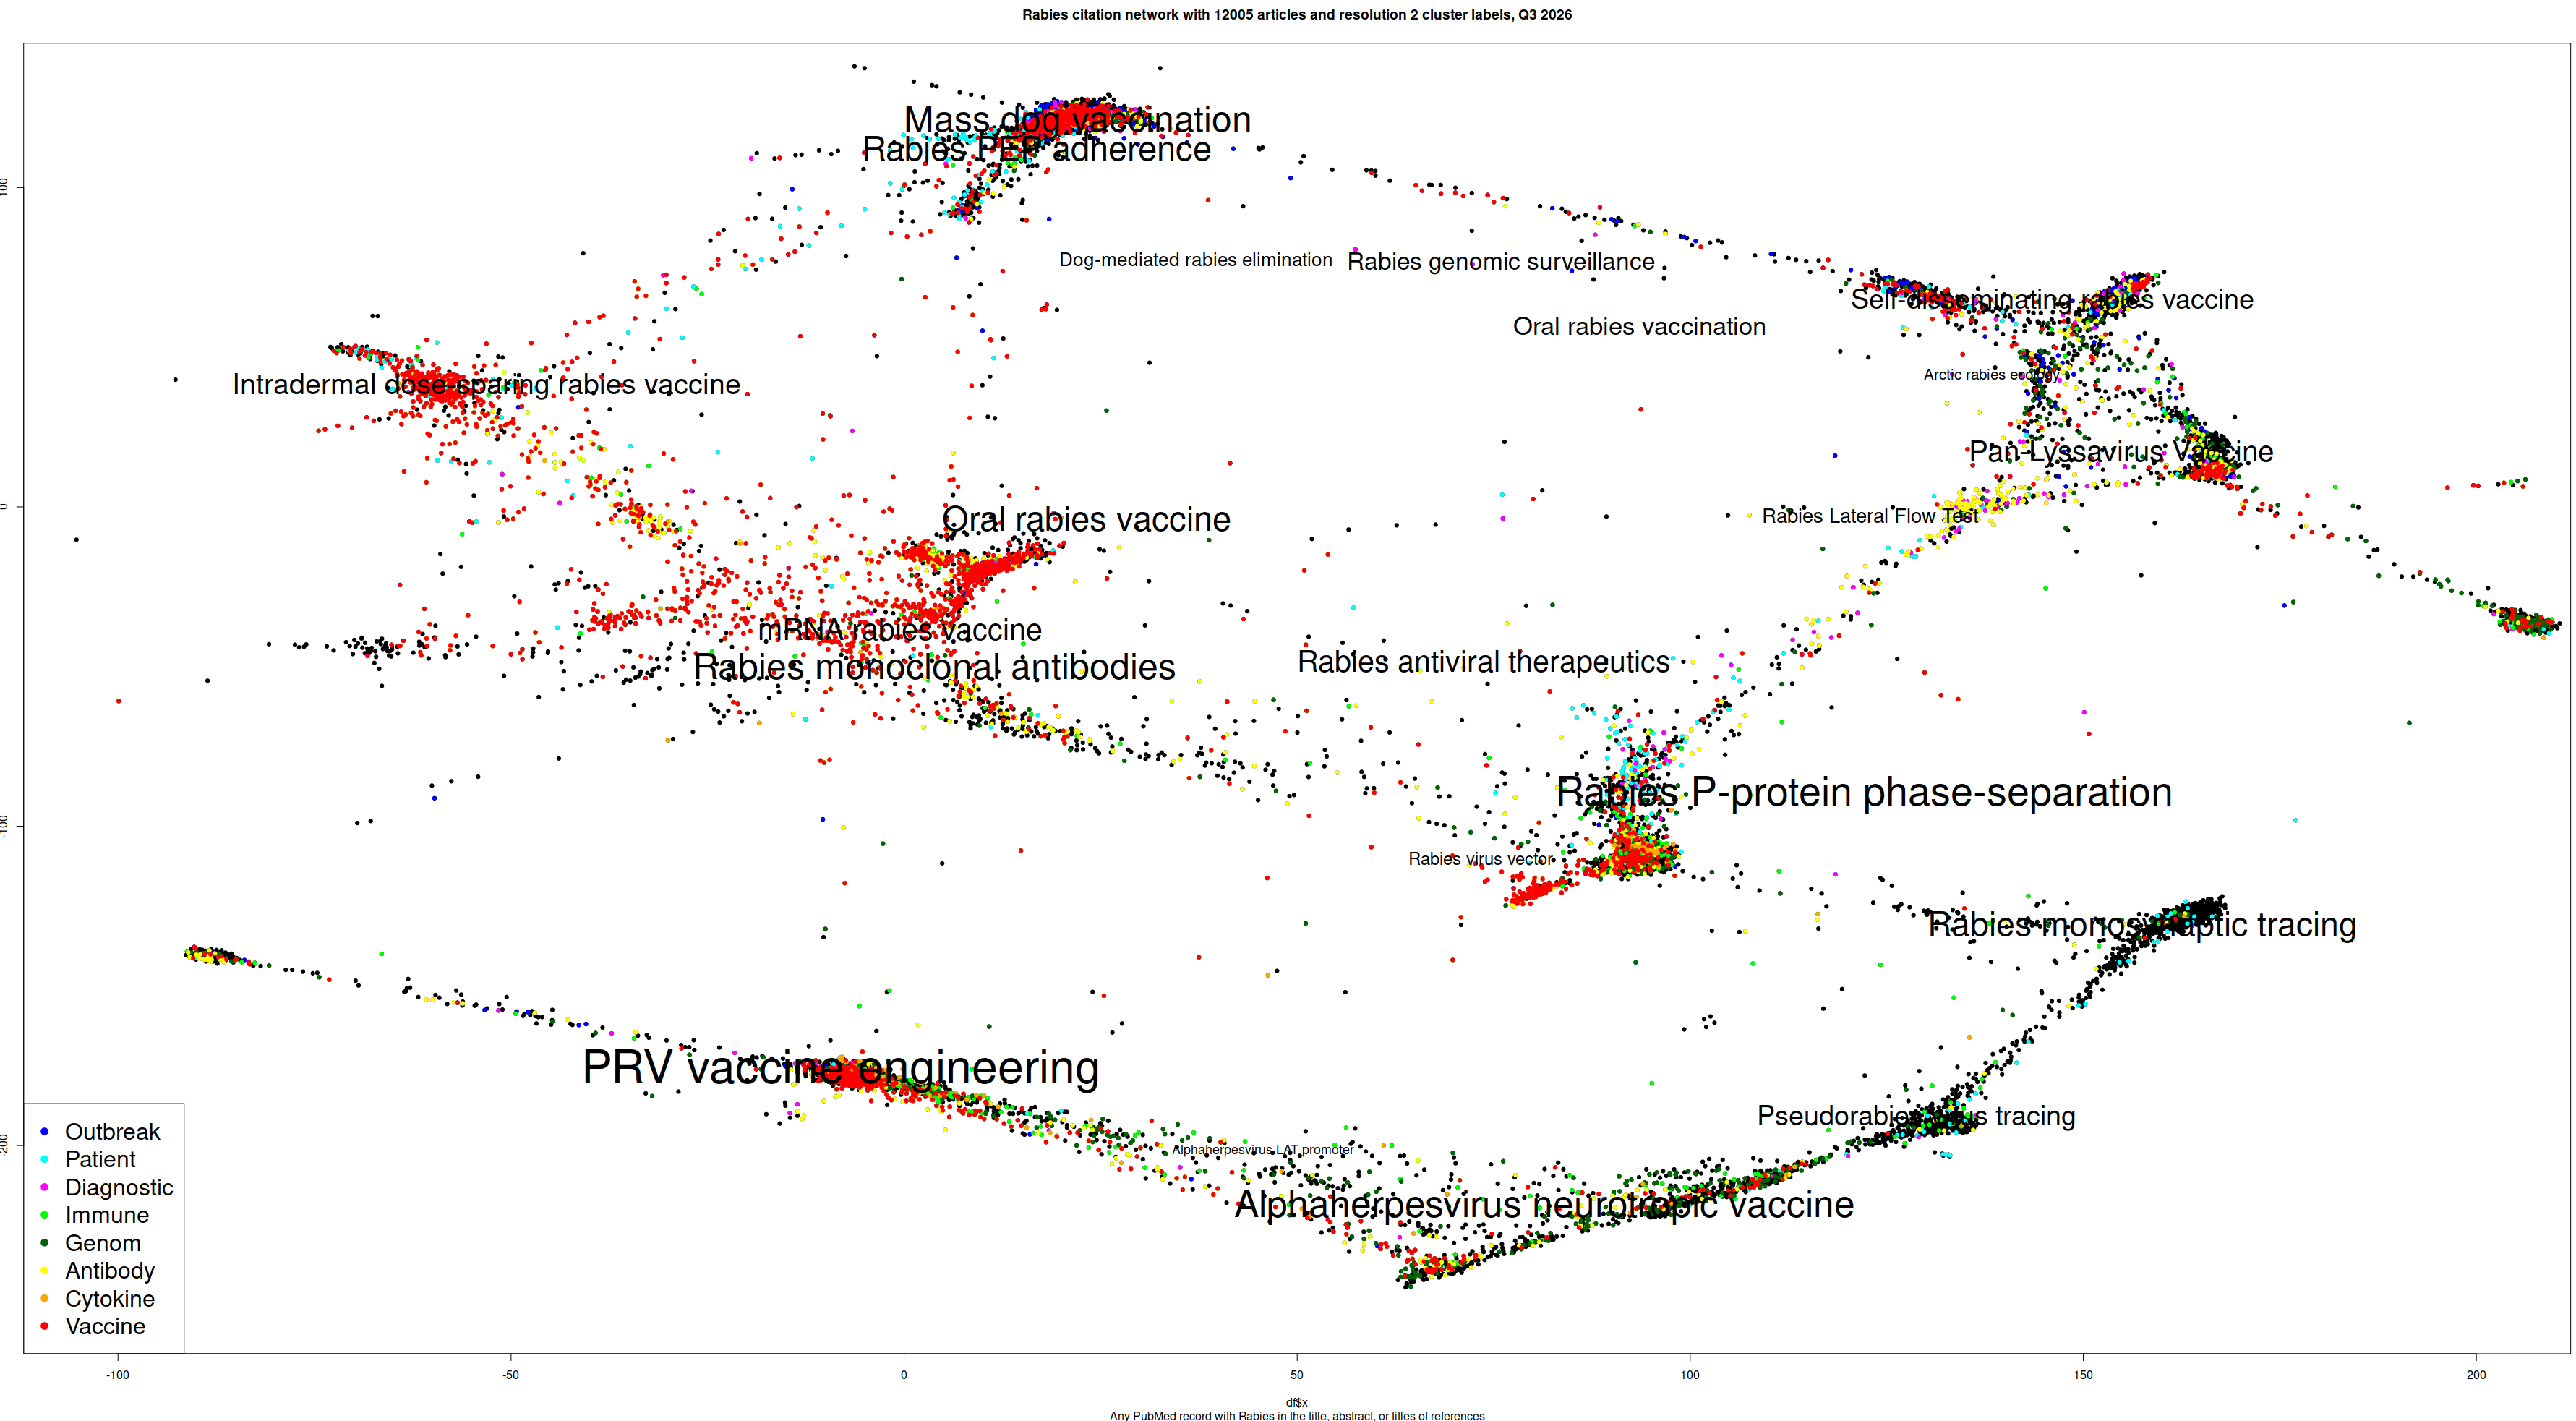 Rabies citation network with 12005 articles and resolution 2 cluster labels, Q3 2026
Mass dog vaccination
Rabies PEP adherence
Dog-mediated rabies elimination
Rabies genomic surveillance
Self-disseminating rabies vaccine
Oral rabies vaccination
Arctic rabies ecology
Intradermal dose-sparing rabies vaccine
Pan-Lyssavirus Vaccine
Oral rabies vaccine
Rabies Lateral Flow Test
mRNA rabies vaccine
Rabies monoclonal antibodies
Rabies antiviral therapeutics
Rabies P-protein phase-separation
Rabies virus vector
Rabies monosynaptic tracing
PRV vaccine engineering
Pseudorabies virus tracing
Alphaherpesvirus LAT promoter
Alphaherpesvirus neurotropic vaccine
Outbreak
Patient
Diagnostic
Immune
Genom
Antibody
Cytokine
Vaccine
100
0
-100
-200
-100
-50
0
50
100
150
200
df$x
Any PubMed record with Rabies in the title, abstract, or titles of references